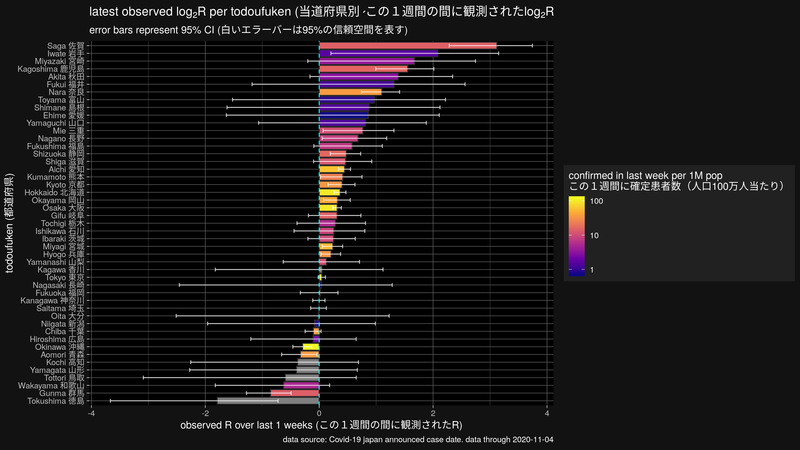 latest observed log₂R per todoufuken (当道府県別 この１週間の間に観測されたlog₂R
error bars represent 95% CI (白いエラーバーは95%の信頼空間を表す)
todoufuken (都道府県)
Saga 佐賀
Iwate 岩手
Miyazaki 宮崎
Kagoshima 鹿児島
Akita 秋田
Fukui 福井
Nara 奈良
Toyama 富山
Shimane 島根
Ehime 愛媛
Yamaguchi 山口
Mie 三重
Nagano 長野
Fukushima 福島
Shizuoka 静岡
Shiga 滋賀
Aichi 愛知
Kumamoto 熊本
Kyoto 京都
Hokkaido 北海道
Okayama 岡山
Osaka 大阪
Gifu 岐阜
Tochigi 栃木
Ishikawa 石川
Ibaraki 茨城
Miyagi 宮城
Hyogo 兵庫
Yamanashi 山梨
Kagawa 香川
Tokyo 東京
Nagasaki 長崎
Fukuoka 福岡
Kanagawa 神奈川
Saitama 埼玉
Oita 大分
Niigata 新潟
Chiba 千葉
Hiroshima 広島
Okinawa 沖縄
Aomori 青森
Kochi 高知
Yamagata 山形
Tottori 鳥取
Wakayama 和歌山
Gunma 群馬
Tokushima 徳島
-4 -2 0 2 4
observed R over last 1 weeks (この１週間の間に観測されたR)
data source: Covid-19 japan announced case date. data through 2020-11-04
confirmed in last week per 1M pop
この１週間に確定患者数（人口100万人当たり）
100
10
1